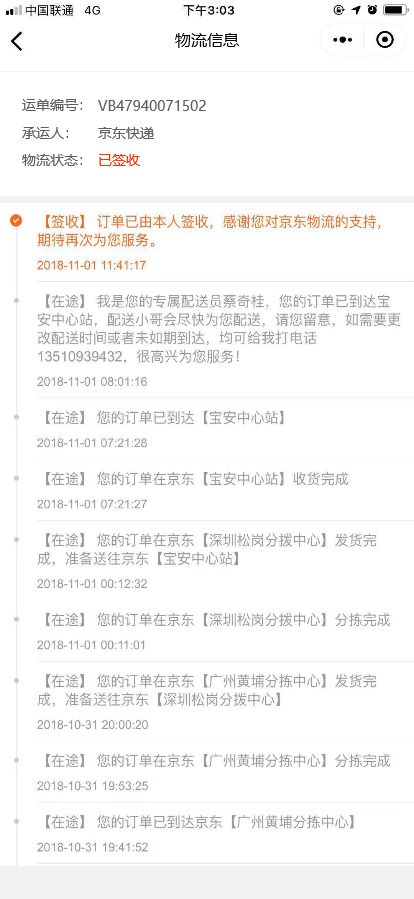 中国联通 4G 下午3:03
物流信息
运单编号: VB47940071502
承运人: 京东快递
物流状态: 已签收
【签收】 订单已由本人签收，感谢您对京东物流的支持，
期待再次为您服务。
2018-11-01 11:41:17
【在途】 我是您的专属配送员蔡奇桂，您的订单已到达宝
安中心站，配送小哥会尽快为您配送，请您留意，如需要更
改配送时间或者未如期到达，均可给我打电话
13510939432，很高兴为您服务！
2018-11-01 08:01:16
【在途】 您的订单已到达【宝安中心站】
2018-11-01 07:21:28
【在途】 您的订单在京东【宝安中心站】收货完成
2018-11-01 07:21:27
【在途】 您的订单在京东【深圳松岗分拨中心】发货完
成，准备送往京东【宝安中心站】
2018-11-01 00:12:32
【在途】 您的订单在京东【深圳松岗分拨中心】分拣完成
2018-11-01 00:11:01
【在途】 您的订单在京东【广州黄埔分拣中心】发货完
成，准备送往京东【深圳松岗分拨中心】
2018-10-31 20:00:20
【在途】 您的订单在京东【广州黄埔分拣中心】分拣完成
2018-10-31 19:53:25
【在途】 您的订单已到达京东【广州黄埔分拣中心】
2018-10-31 19:41:52